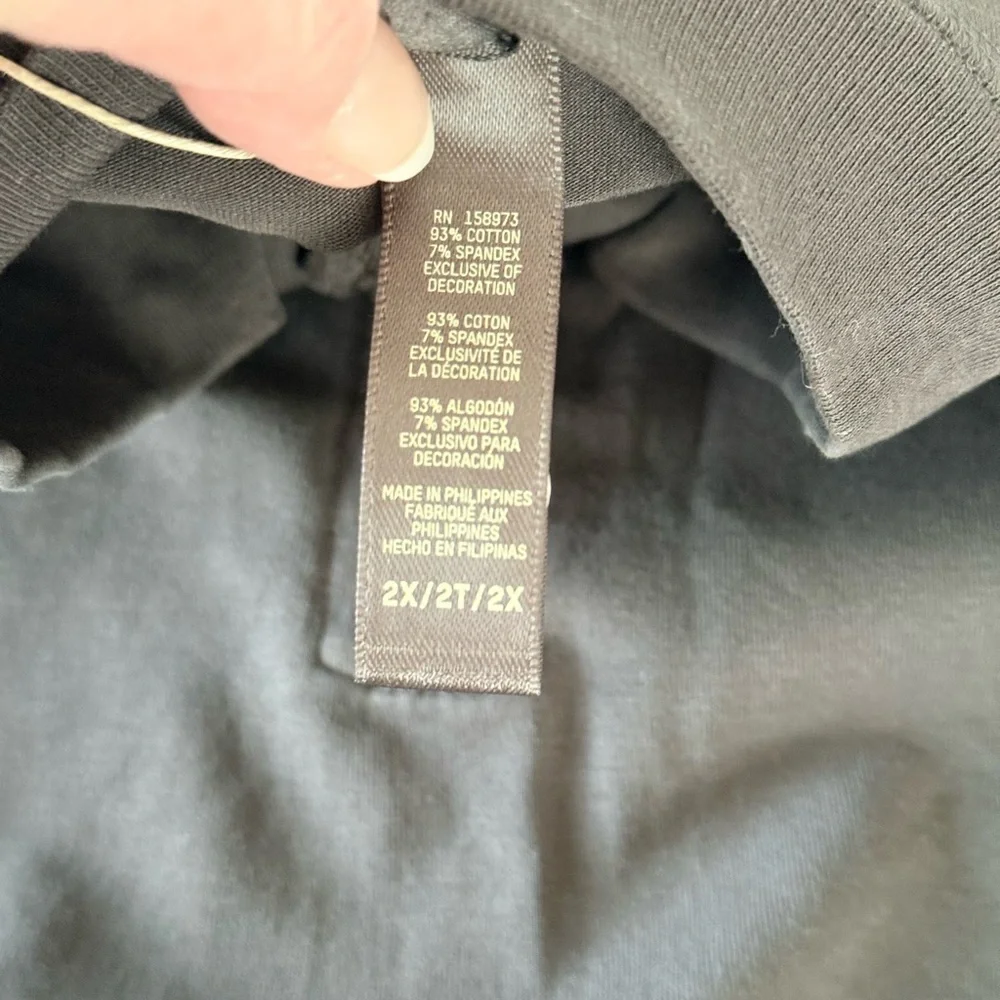 RN 158973
93% COTTON
7% SPANDEX
EXCLUSIVE OF
DECORATION
93% COTON
7% SPANDEX
EXCLUSIVITÉ DE
LA DÉCORATION
93% ALGODÓN
7% SPANDEX
EXCLUSIVO PARA
DECORACIÓN
MADE IN PHILIPPINES
FABRIQUÉ AUX
PHILIPPINES
HECHO EN FILIPINAS
2X/2T/2X